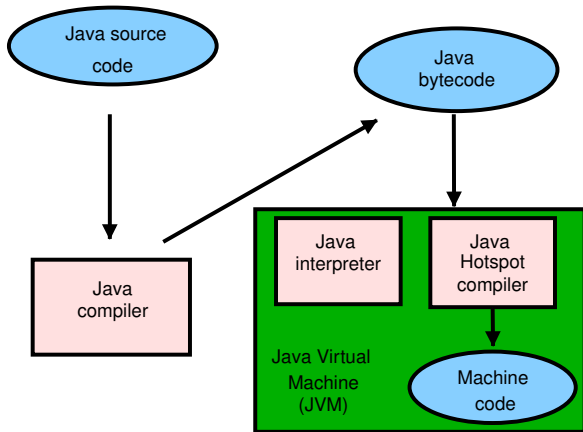 Java source
code
Java
bytecode
Java
compiler
Java
interpreter
Java
Hotspot
compiler
Java Virtual
Machine
(JVM)
Machine
code